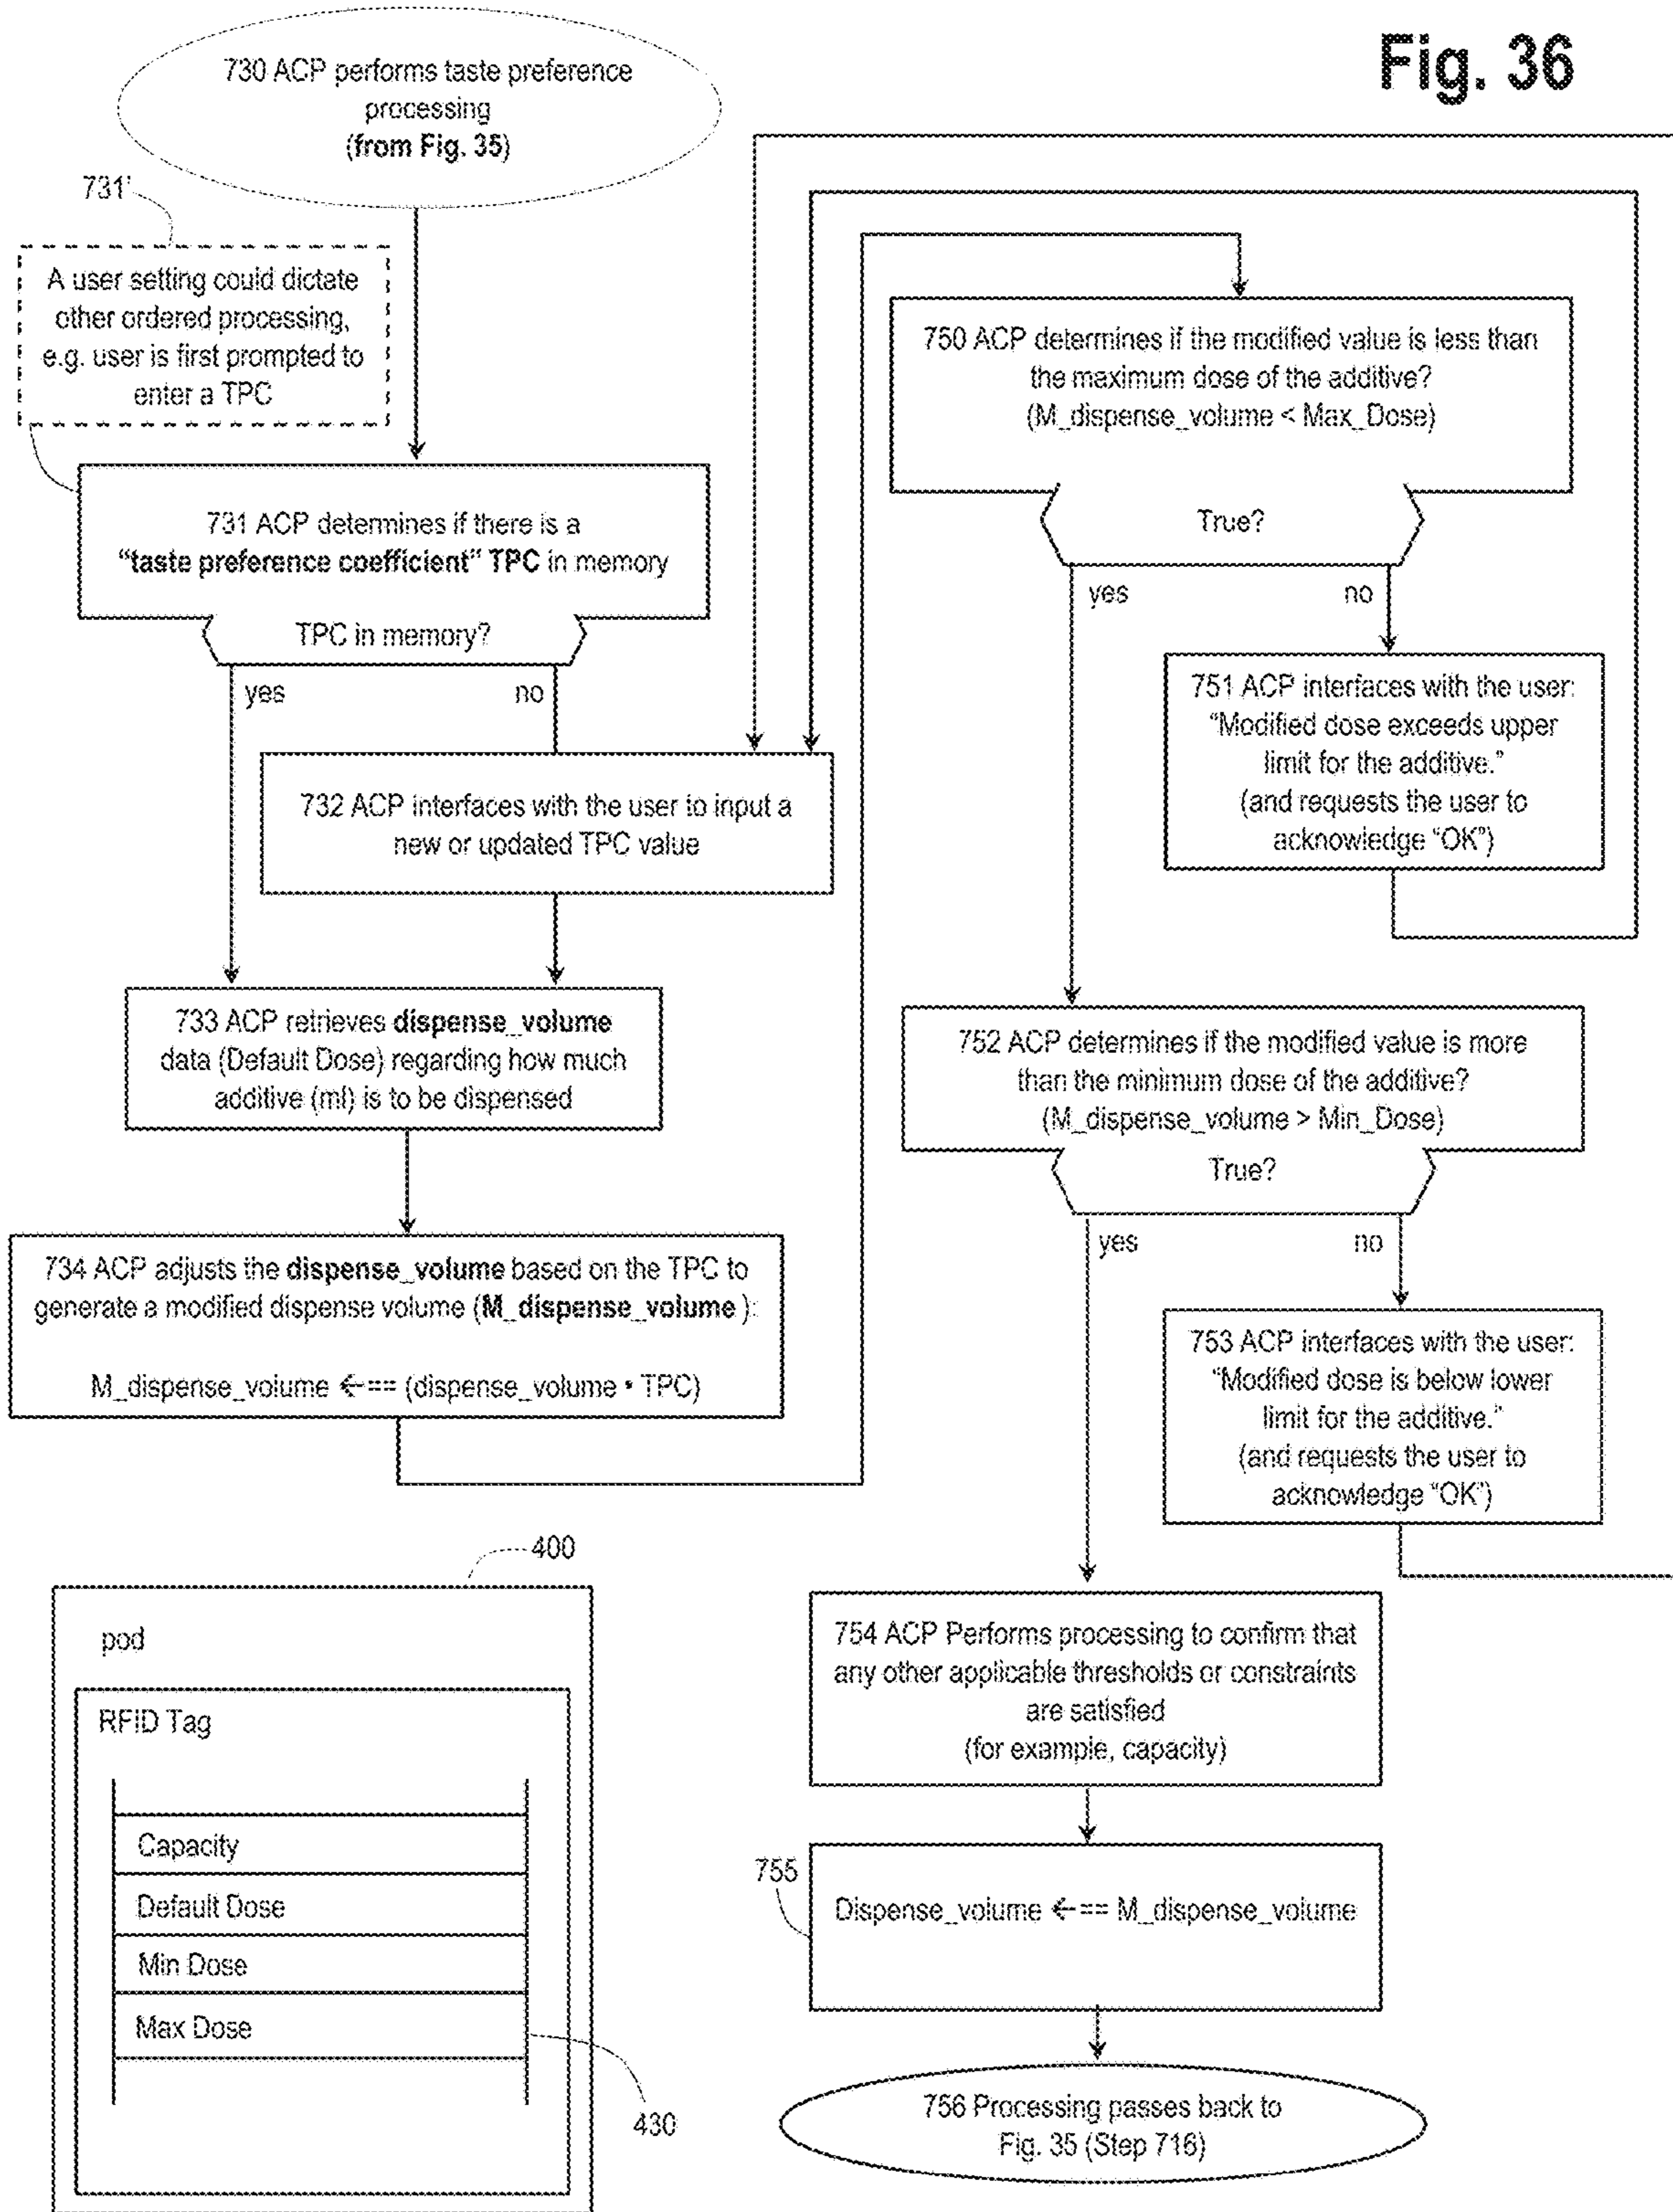 Fig. 36
730 ACP performs taste preference
processing
(from Fig. 35)
731'
A user setting could dictate
other ordered processing,
e.g. user is first prompted to
enter a TPC
731 ACP determines if there is a
“taste preference coefficient” TPC in memory
TPC in memory?
yes
no
732 ACP interfaces with the user to input a
new or updated TPC value
733 ACP retrieves dispense_volume
data (Default Dose) regarding how much
additive (ml) is to be dispensed
734 ACP adjusts the dispense_volume based on the TPC to
generate a modified dispense volume (M_dispense_volume ):
M_dispense_volume ←== (dispense_volume • TPC)
750 ACP determines if the modified value is less than
the maximum dose of the additive?
(M_dispense_volume < Max_Dose)
True?
yes
no
751 ACP interfaces with the user:
“Modified dose exceeds upper
limit for the additive.”
(and requests the user to
acknowledge “OK”)
752 ACP determines if the modified value is more
than the minimum dose of the additive?
(M_dispense_volume > Min_Dose)
True?
yes
no
753 ACP interfaces with the user:
“Modified dose is below lower
limit for the additive.”
(and requests the user to
acknowledge “OK”)
754 ACP Performs processing to confirm that
any other applicable thresholds or constraints
are satisfied
(for example, capacity)
755
Dispense_volume ←== M_dispense_volume
756 Processing passes back to
Fig. 35 (Step 716)
400
pod
RFID Tag
Capacity
Default Dose
Min Dose
Max Dose
430